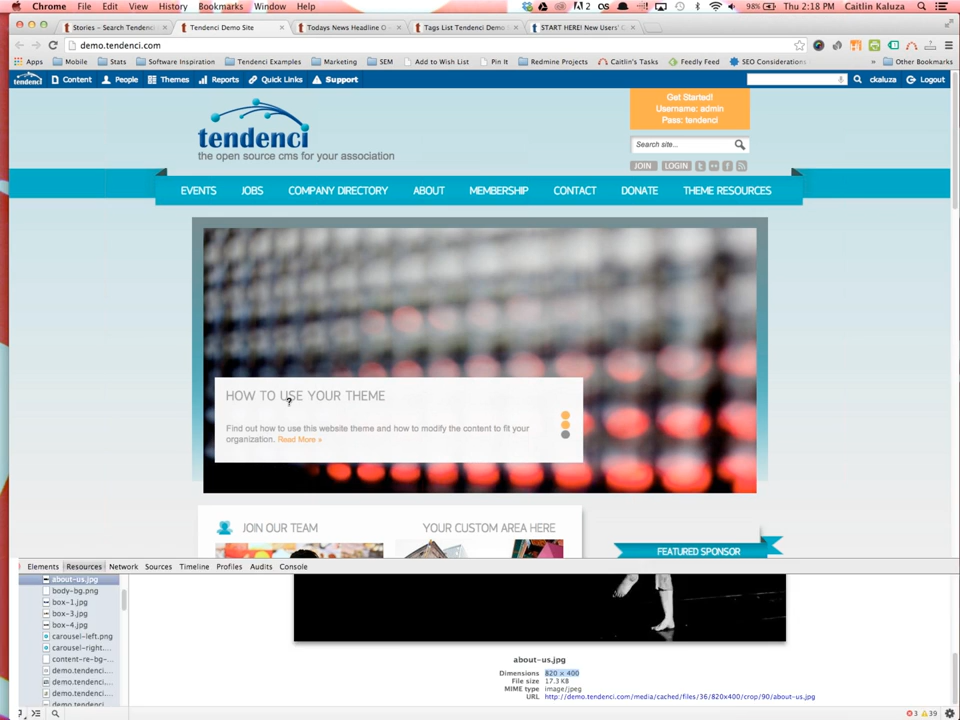 Chrome File Edit View History Bookmarks Window Help
2 98% Thu 2:18 PM Caitlin Kaluza
Stories – Search Tendenci
Tendenci Demo Site
Todays News Headline O
Tags List Tendenci Demo
START HERE! New Users' G
demo.tendenci.com
Apps Mobile Stats Software Inspiration Tendenci Examples Marketing SEM Add to Wish List Pin It Redmine Projects Caitlin's Tasks Feedly Feed SEO Considerations » Other Bookmarks
tendenci Content People Themes Reports Quick Links Support ckaluza Logout
Get Started!
Username: admin
Pass: tendenci
tendenci
the open source cms for your association
Search site...
JOIN LOGIN
EVENTS JOBS COMPANY DIRECTORY ABOUT MEMBERSHIP CONTACT DONATE THEME RESOURCES
HOW TO USE YOUR THEME
Find out how to use this website theme and how to modify the content to fit your
organization. Read More »
JOIN OUR TEAM
YOUR CUSTOM AREA HERE
FEATURED SPONSOR
Elements Resources Network Sources Timeline Profiles Audits Console
about-us.jpg
body-bg.png
box-1.jpg
box-3.jpg
box-4.jpg
carousel-left.png
carousel-right....
content-re-bg-...
demo.tendenci....
demo.tendenci....
demo.tendenci....
demo.tendenci
about-us.jpg
Dimensions 820 x 400
File size 17.3 KB
MIME type image/jpeg
URL http://demo.tendenci.com/media/cached/files/36/820x400/crop/90/about-us.jpg
3 39